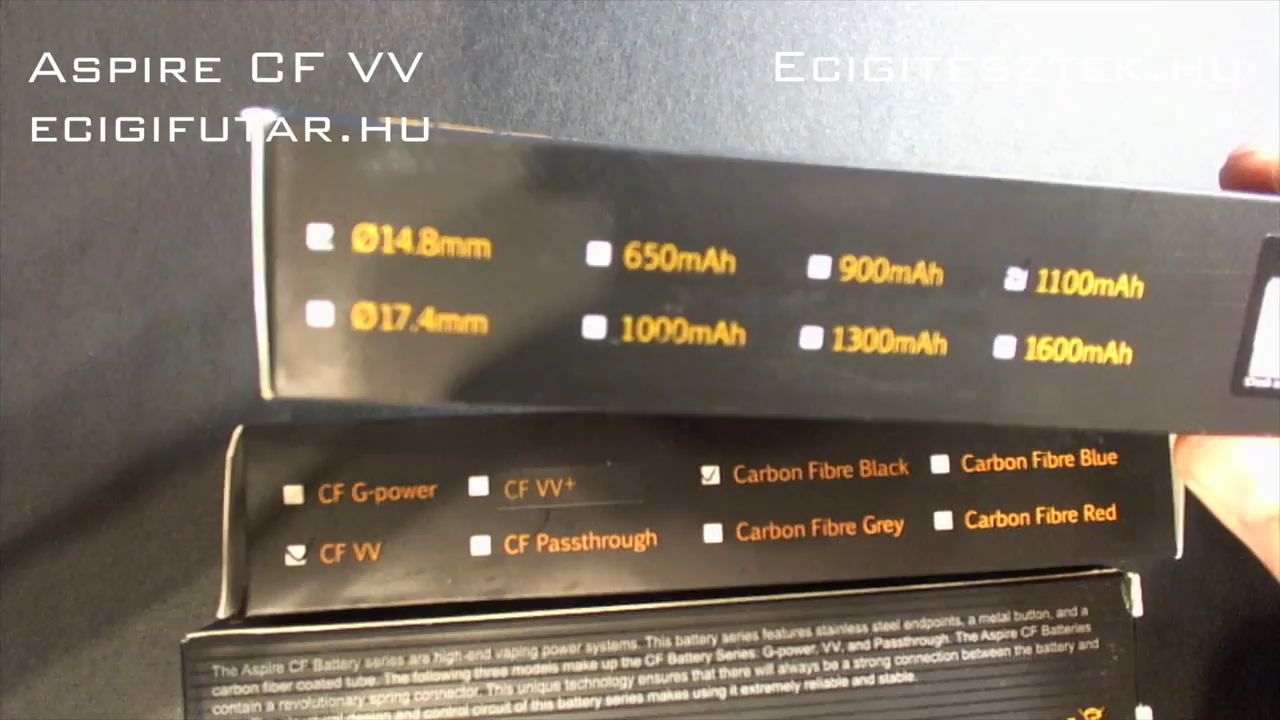 ASPIRE CF VV
ECIGITESZTEK.HU
ECIGIFUTAR.HU
Ø14.8mm 650mAh 900mAh 1100mAh
Ø17.4mm 1000mAh 1300mAh 1600mAh
CF G-power CF VV+ Carbon Fibre Black Carbon Fibre Blue
CF VV CF Passthrough Carbon Fibre Grey Carbon Fibre Red
The Aspire CF Battery series are high-end vaping power systems. This battery series features stainless steel endpoints, a metal button, and a
carbon fiber coated tube. The following three models make up the CF Battery Series: G-power, VV, and Passthrough. The Aspire CF Batteries
contain a revolutionary spring connector. This unique technology ensures that there will always be a strong connection between the battery and
design and control circuit of this battery series makes using it extremely reliable and stable.